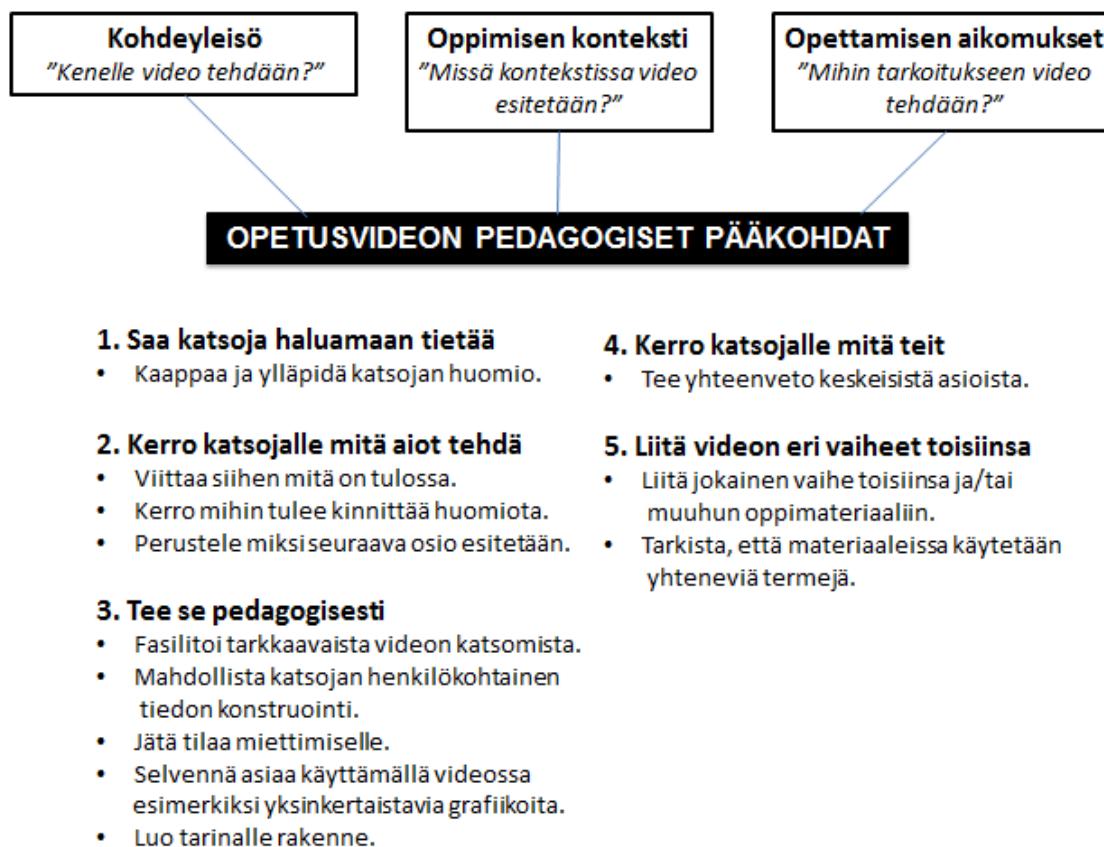 Kohdeyleisö
”Kenelle video tehdään?”
Oppimisen konteksti
”Missä kontekstissa video
esitetään?”
Opettamisen aikomukset
”Mihin tarkoitukseen video
tehdään?”
OPETUSVIDEON PEDAGOGISET PÄÄKOHDAT
1. Saa katsoja haluamaan tietää
• Kaappaa ja ylläpidä katsojan huomio.
2. Kerro katsojalle mitä aiot tehdä
• Viittaa siihen mitä on tulossa.
• Kerro mihin tulee kinnittää huomiota.
• Perustele miksi seuraava osio esitetään.
3. Tee se pedagogisesti
• Fasilitoi tarkkaavaista videon katsomista.
• Mahdollista katsojan henkilökohtainen
tiedon konstruointi.
• Jätä tilaa miettimiselle.
• Selvennä asiaa käyttämällä videossa
esimerkiksi yksinkertaistavia grafiikoita.
• Luo tarinalle rakenne.
4. Kerro katsojalle mitä teit
• Tee yhteenveto keskeisistä asioista.
5. Liitä videon eri vaiheet toisiinsa
• Liitä jokainen vaihe toisiinsa ja/tai
muuhun oppimateriaaliin.
• Tarkista, että materiaaleissa käytetään
yhteneviä termejä.